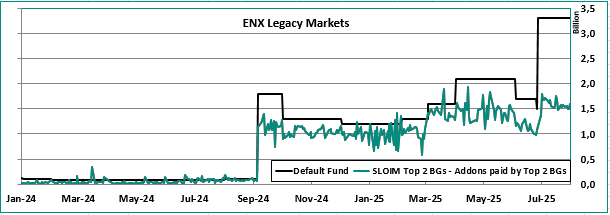 ENX Legacy Markets
Billion
3,5
3,0
2,5
2,0
1,5
1,0
0,5
0,0
Default Fund
SLOIM Top 2 BGs - Addons paid by Top 2 BGs
Jan-24 Mar-24 May-24 Jul-24 Sep-24 Nov-24 Jan-25 Mar-25 May-25 Jul-25